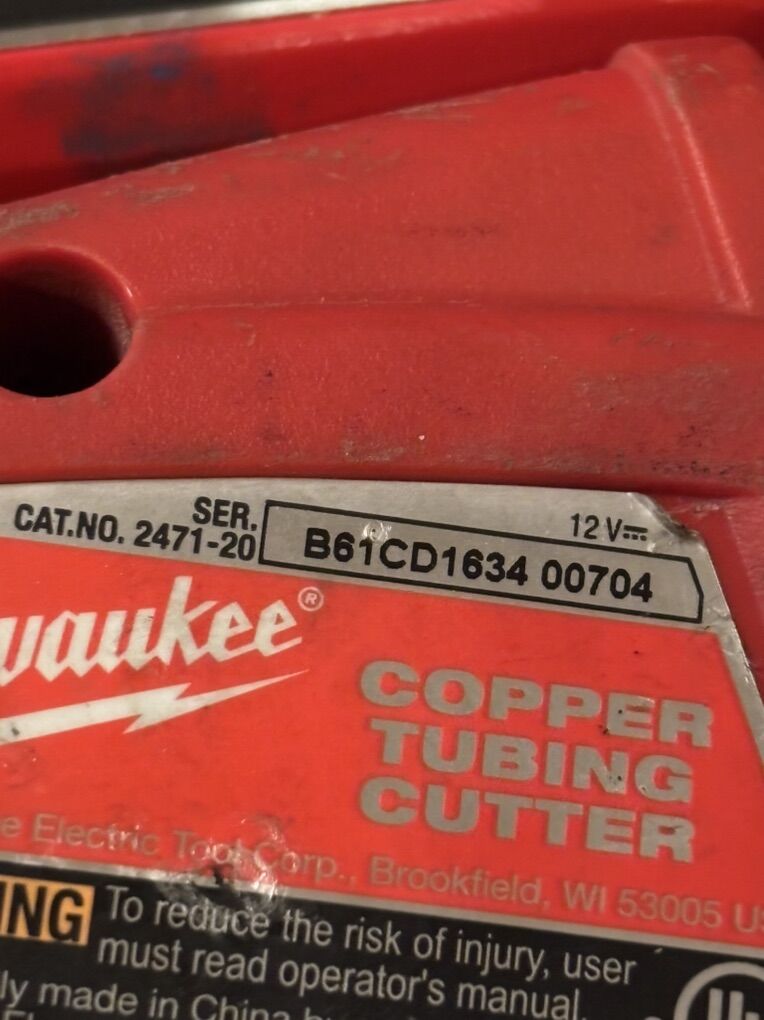 CAT.NO. 2471-20
SER. B61CD1634 00704
12 V
waukee®
COPPER
TUBING
CUTTER
e Electric Tool Corp., Brookfield, WI 53005 US
ING
To reduce the risk of injury, user
must read operator's manual.
ly made in China
UL